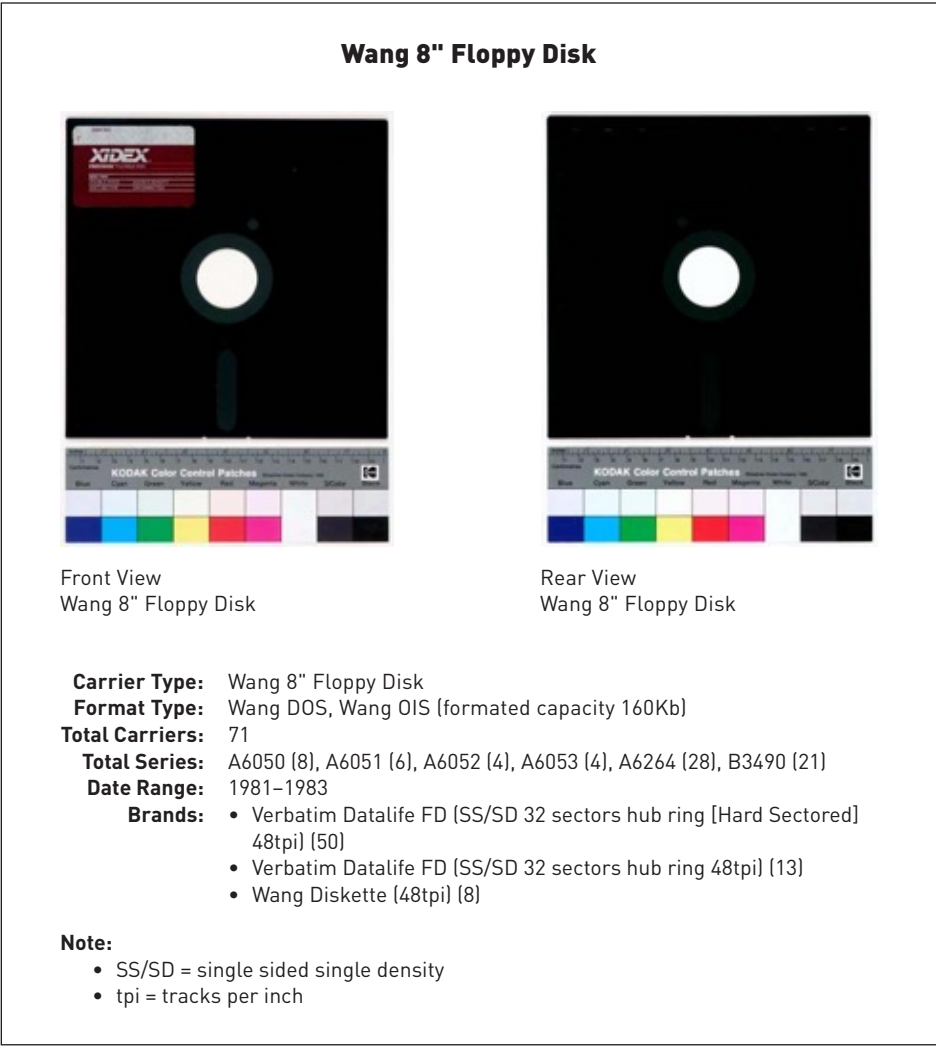 Wang 8" Floppy Disk
XIDEX
KODAK Color Control Patches
Blue Cyan Green Yellow Red Magenta White 3/Color Black
KODAK Color Control Patches
Blue Cyan Green Yellow Red Magenta White 3/Color Black
Front View
Wang 8" Floppy Disk
Rear View
Wang 8" Floppy Disk
Carrier Type: Wang 8" Floppy Disk
Format Type: Wang DOS, Wang OIS (formated capacity 160Kb)
Total Carriers: 71
Total Series: A6050 (8), A6051 (6), A6052 (4), A6053 (4), A6264 (28), B3490 (21)
Date Range: 1981–1983
Brands: • Verbatim Datalife FD (SS/SD 32 sectors hub ring [Hard Sectored]
48tpi) (50)
• Verbatim Datalife FD (SS/SD 32 sectors hub ring 48tpi) (13)
• Wang Diskette (48tpi) (8)
Note:
• SS/SD = single sided single density
• tpi = tracks per inch